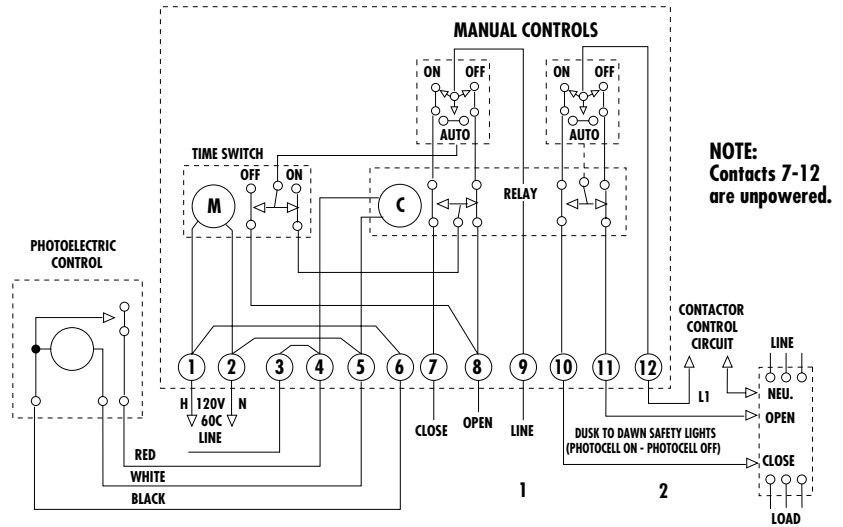 MANUAL CONTROLS
ON OFF
ON OFF
AUTO
AUTO
TIME SWITCH
OFF ON
M
C
RELAY
NOTE:
Contacts 7-12
are unpowered.
PHOTOELECTRIC
CONTROL
1 2 3 4 5 6 7 8 9 10 11 12
H 120V N
60C
LINE
CLOSE
OPEN
LINE
CONTACTOR
CONTROL
CIRCUIT
L1
LINE
NEU.
OPEN
CLOSE
LOAD
DUSK TO DAWN SAFETY LIGHTS
(PHOTOCELL ON - PHOTOCELL OFF)
RED
WHITE
BLACK
1
2